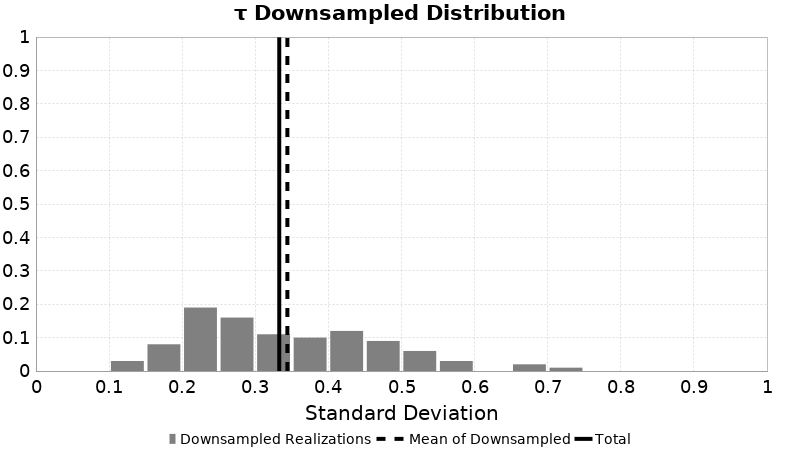 τ Downsampled Distribution
1
0.9
0.8
0.7
0.6
0.5
0.4
0.3
0.2
0.1
0
0 0.1 0.2 0.3 0.4 0.5 0.6 0.7 0.8 0.9 1
Standard Deviation
Downsampled Realizations Mean of Downsampled Total